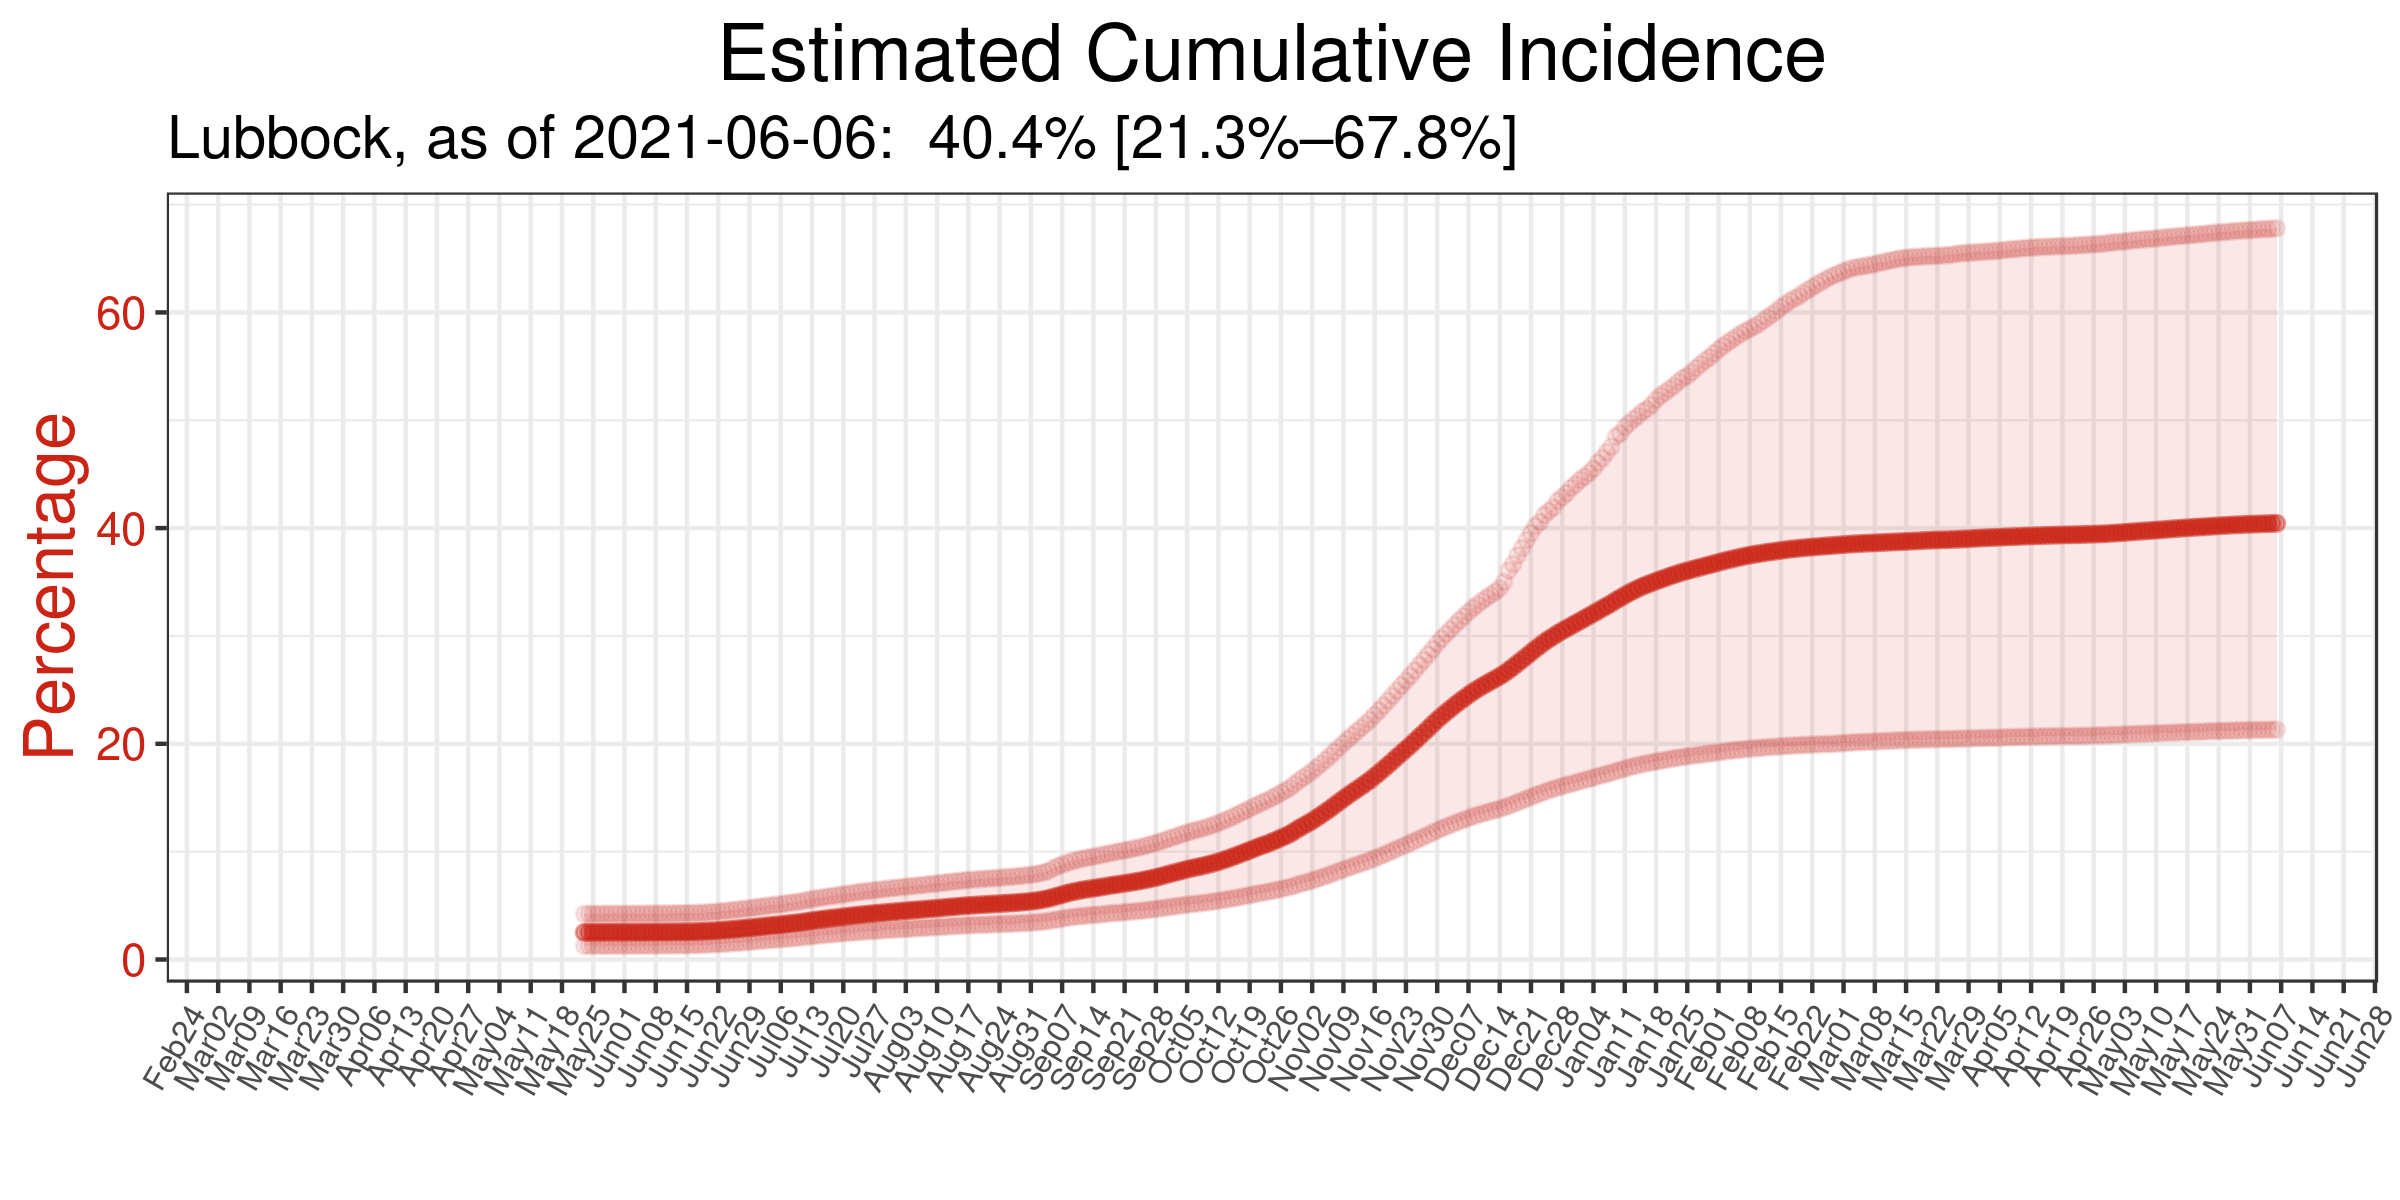 Estimated Cumulative Incidence
Lubbock, as of 2021-06-06:  40.4% [21.3%–67.8%]
Percentage
60
40
20
0
Feb24
Mar02
Mar09
Mar16
Mar23
Mar30
Apr06
Apr13
Apr20
Apr27
May04
May11
May18
May25
Jun01
Jun08
Jun15
Jun22
Jun29
Jul06
Jul13
Jul20
Jul27
Aug03
Aug10
Aug17
Aug24
Aug31
Sep07
Sep14
Sep21
Sep28
Oct05
Oct12
Oct19
Oct26
Nov02
Nov09
Nov16
Nov23
Nov30
Dec07
Dec14
Dec21
Dec28
Jan04
Jan11
Jan18
Jan25
Feb01
Feb08
Feb15
Feb22
Mar01
Mar08
Mar15
Mar22
Mar29
Apr05
Apr12
Apr19
Apr26
May03
May10
May17
May24
May31
Jun07
Jun14
Jun21
Jun28